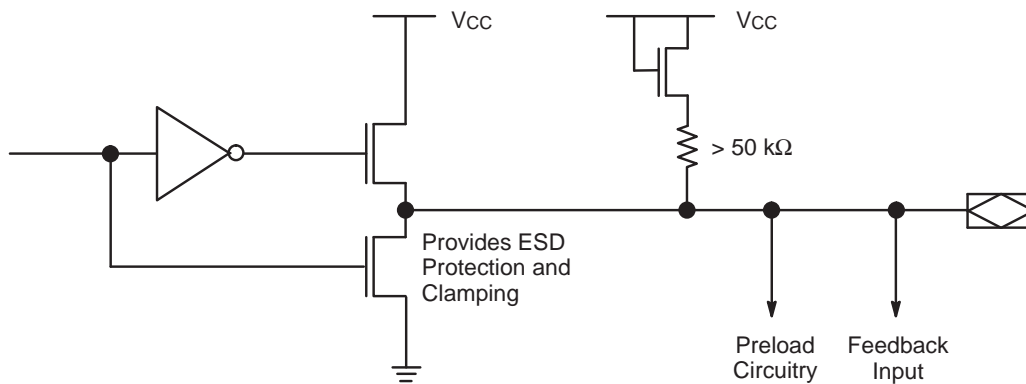 VCC
VCC
> 50 kΩ
Provides ESD
Protection and
Clamping
Preload
Circuitry
Feedback
Input